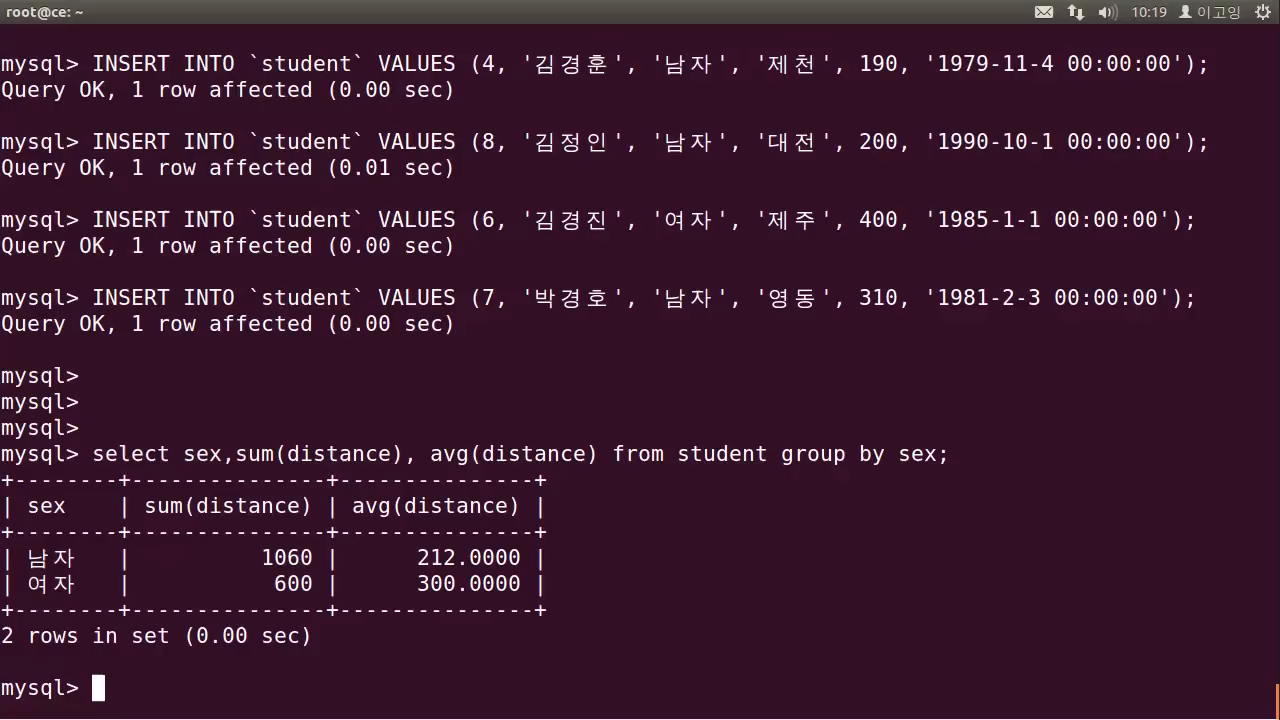 root@ce: ~ 10:19 이고잉
mysql> INSERT INTO `student` VALUES (4, '김경훈', '남자', '제천', 190, '1979-11-4 00:00:00');
Query OK, 1 row affected (0.00 sec)
mysql> INSERT INTO `student` VALUES (8, '김정인', '남자', '대전', 200, '1990-10-1 00:00:00');
Query OK, 1 row affected (0.01 sec)
mysql> INSERT INTO `student` VALUES (6, '김경진', '여자', '제주', 400, '1985-1-1 00:00:00');
Query OK, 1 row affected (0.00 sec)
mysql> INSERT INTO `student` VALUES (7, '박경호', '남자', '영동', 310, '1981-2-3 00:00:00');
Query OK, 1 row affected (0.00 sec)
mysql>
mysql>
mysql>
mysql> select sex,sum(distance), avg(distance) from student group by sex;
+--------+---------------+---------------+
| sex    | sum(distance) | avg(distance) |
+--------+---------------+---------------+
| 남자   |          1060 |      212.0000 |
| 여자   |           600 |      300.0000 |
+--------+---------------+---------------+
2 rows in set (0.00 sec)
mysql>